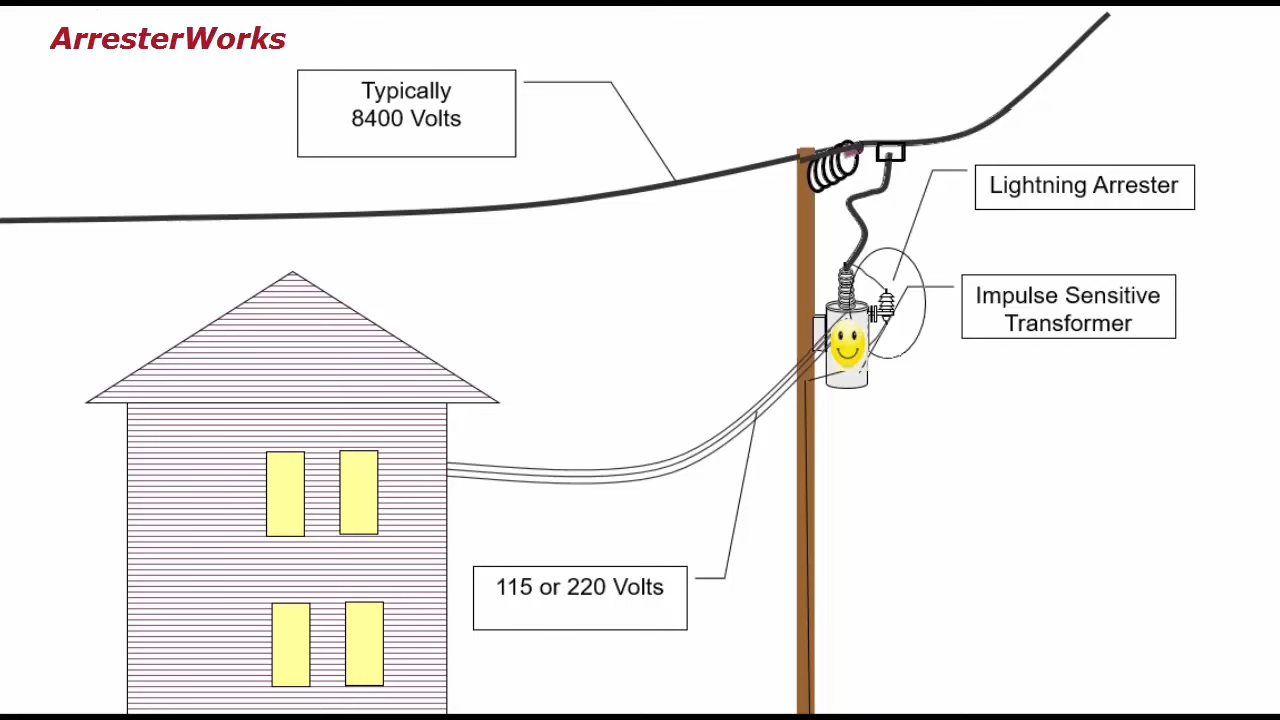 ArresterWorks
Typically
8400 Volts
Lightning Arrester
Impulse Sensitive
Transformer
115 or 220 Volts